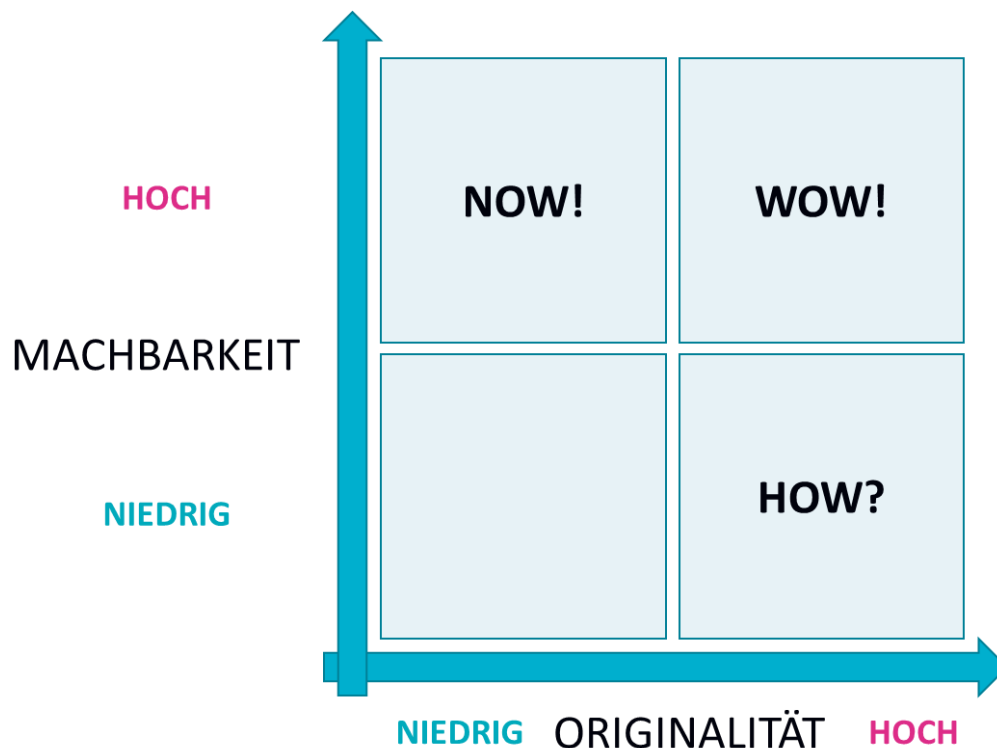 HOCH
NOW!
WOW!
MACHBARKEIT
NIEDRIG
HOW?
NIEDRIG ORIGINALITÄT HOCH